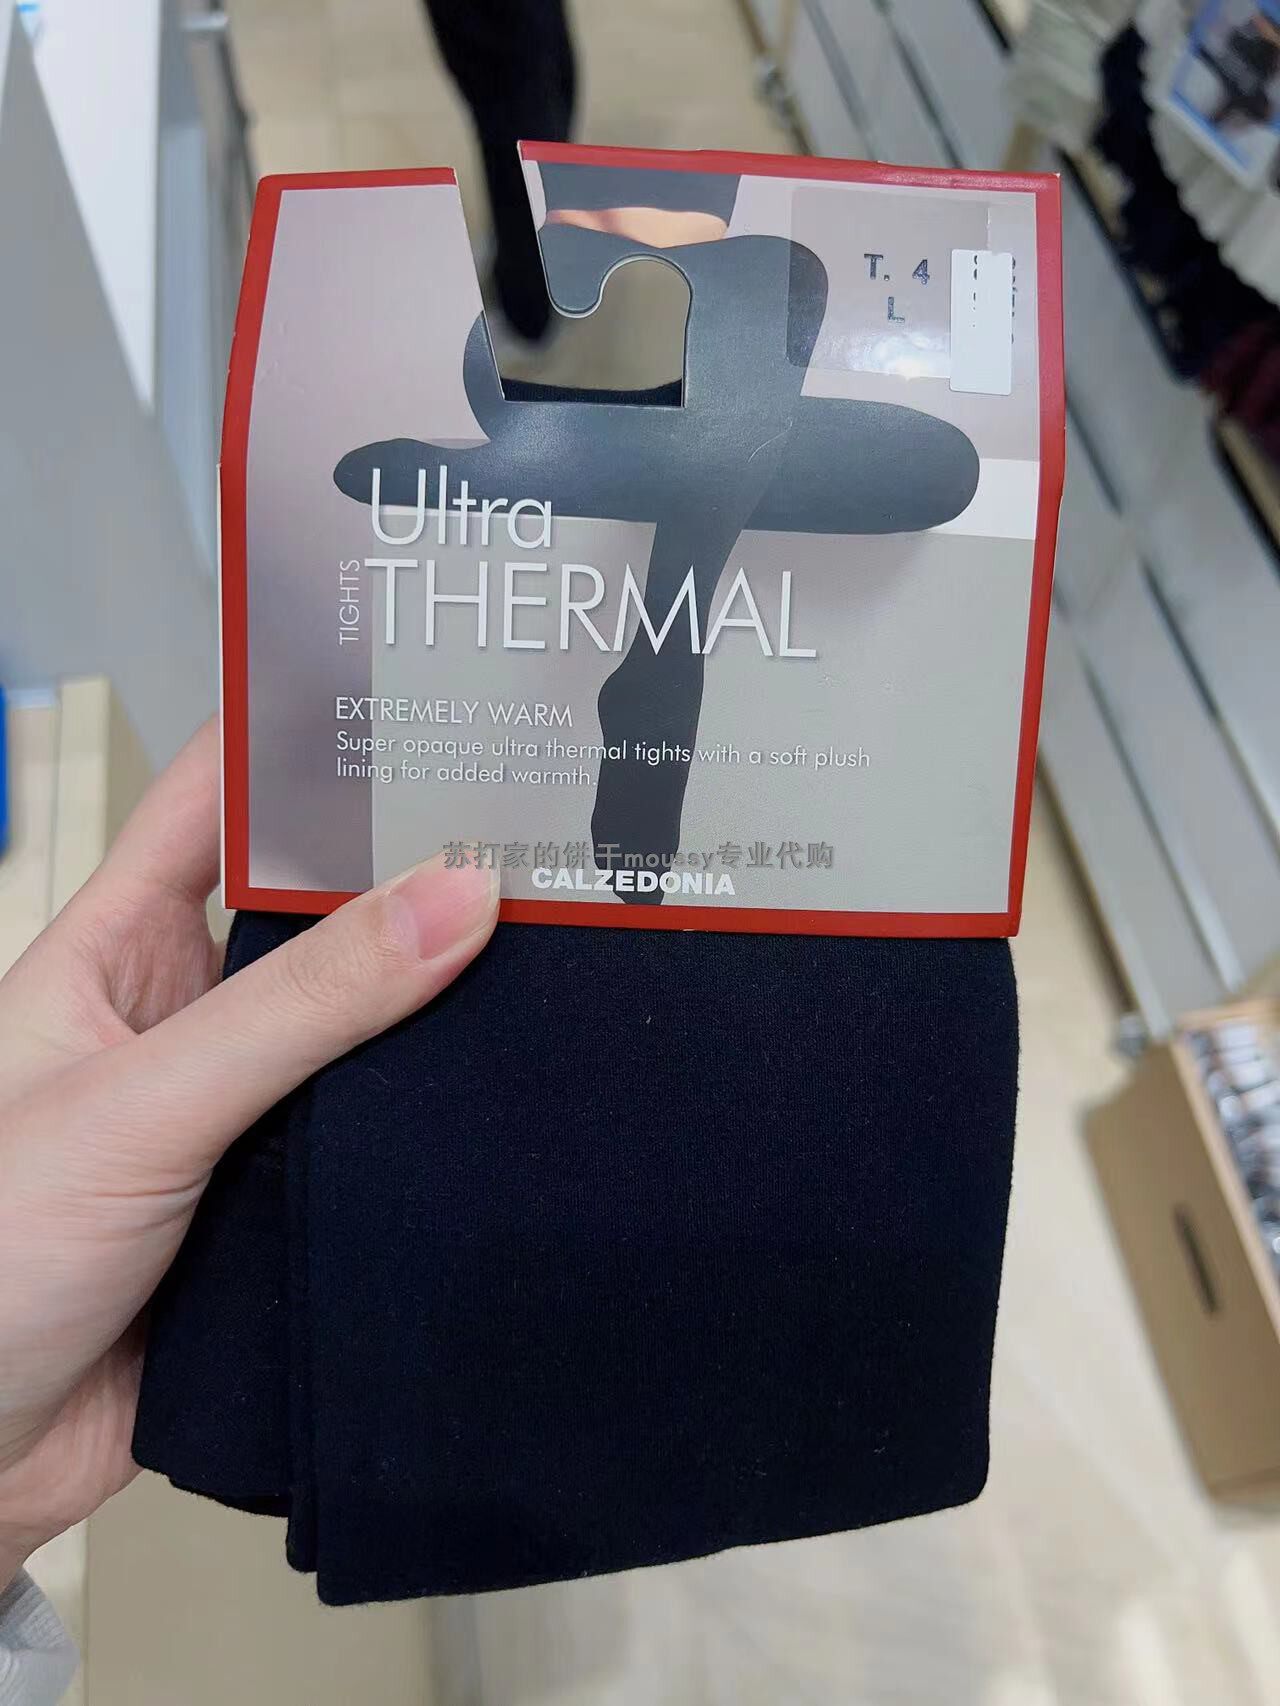 T. 4
L
Ultra
TIGHTS
THERMAL
EXTREMELY WARM
Super opaque ultra thermal tights with a soft plush
lining for added warmth.
苏打家的饼干moussy专业代购
CALZEDONIA